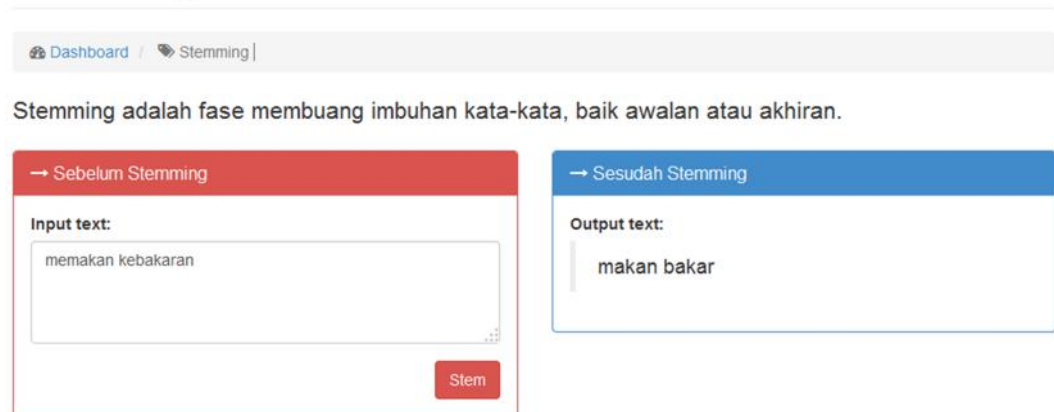 Dashboard / Stemming
Stemming adalah fase membuang imbuhan kata-kata, baik awalan atau akhiran.
→ Sebelum Stemming
Input text:
memakan kebakaran
Stem
→ Sesudah Stemming
Output text:
makan bakar